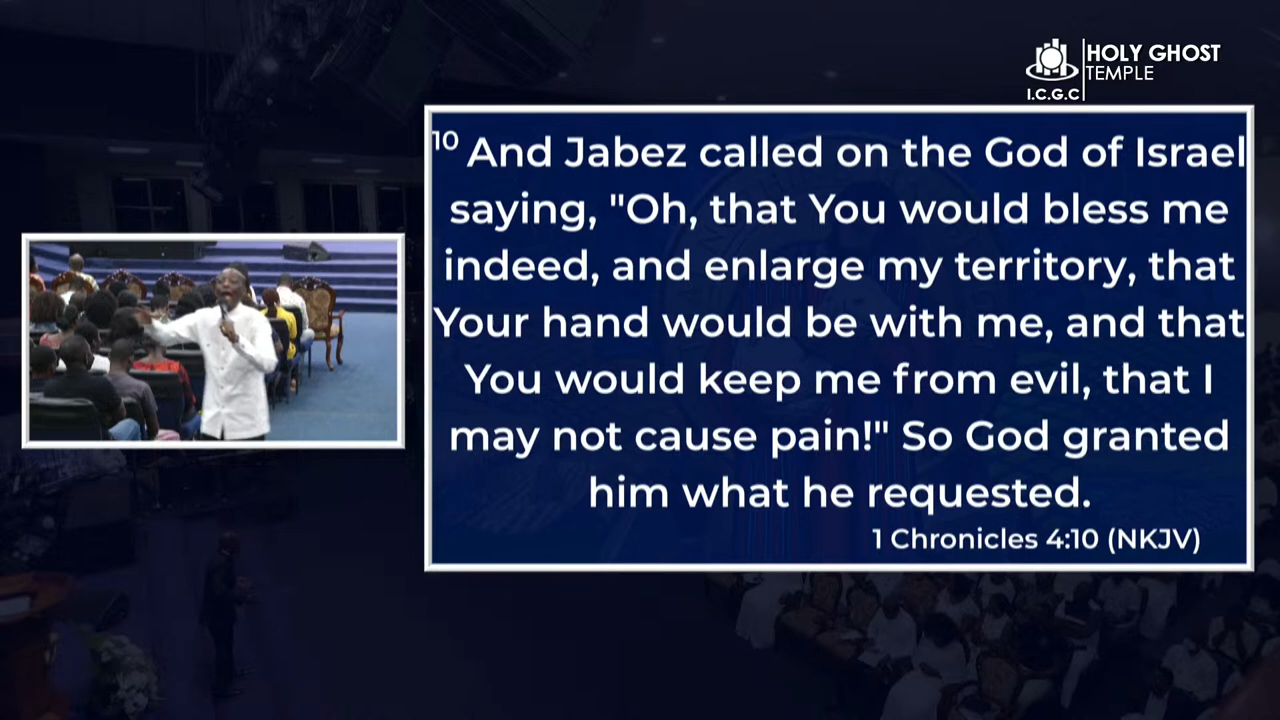 HOLY GHOST
TEMPLE
I.C.G.C
10 And Jabez called on the God of Israel
saying, "Oh, that You would bless me
indeed, and enlarge my territory, that
Your hand would be with me, and that
You would keep me from evil, that I
may not cause pain!" So God granted
him what he requested.
1 Chronicles 4:10 (NKJV)